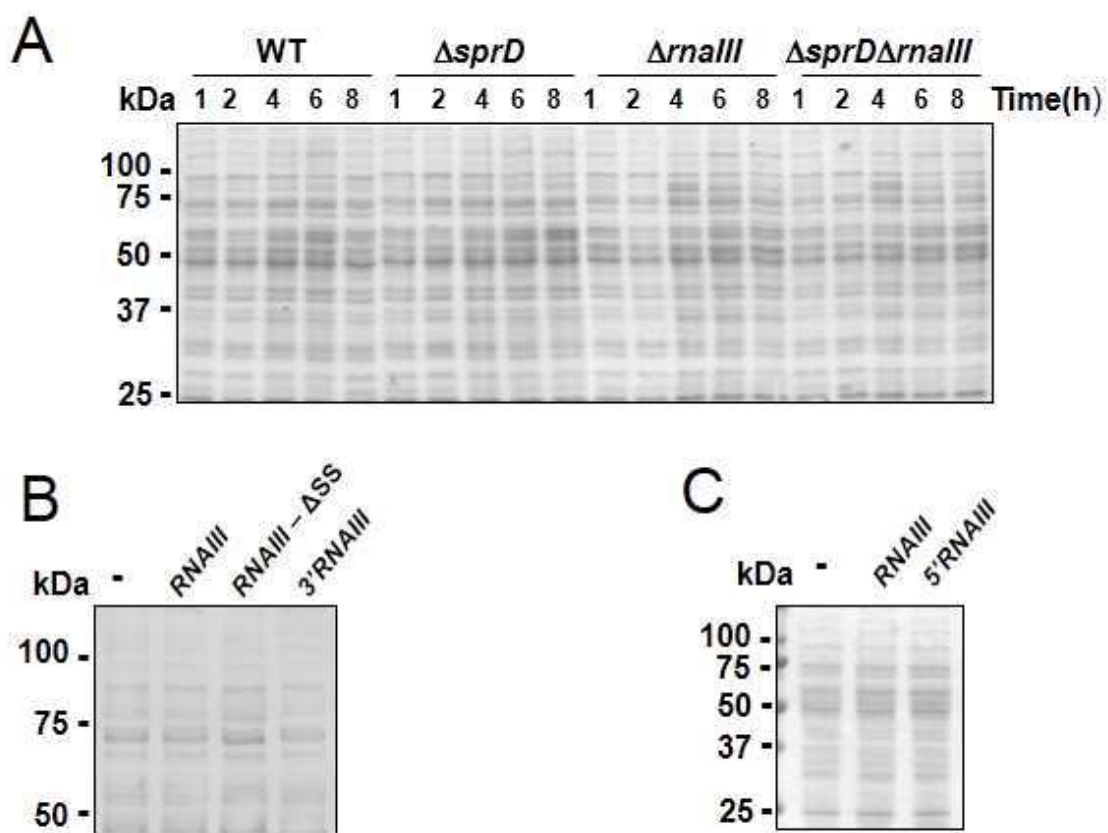 A
WT ΔsprD ΔrnaIII ΔsprDΔrnaIII
kDa 1 2 4 6 8 1 2 4 6 8 1 2 4 6 8 1 2 4 6 8 Time(h)
100 -
75 -
50 -
37 -
25 -
B
kDa - RNAIII RNAIII – ΔSS 3'RNAIII
100 -
75 -
50 -
C
kDa - RNAIII 5'RNAIII
100 -
75 -
50 -
37 -
25 -